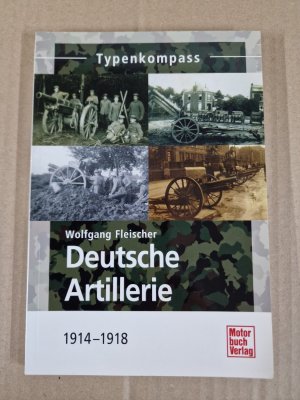 Typenkompass
Wolfgang Fleischer
Deutsche
Artillerie
1914–1918
Motor
buch
Verlag